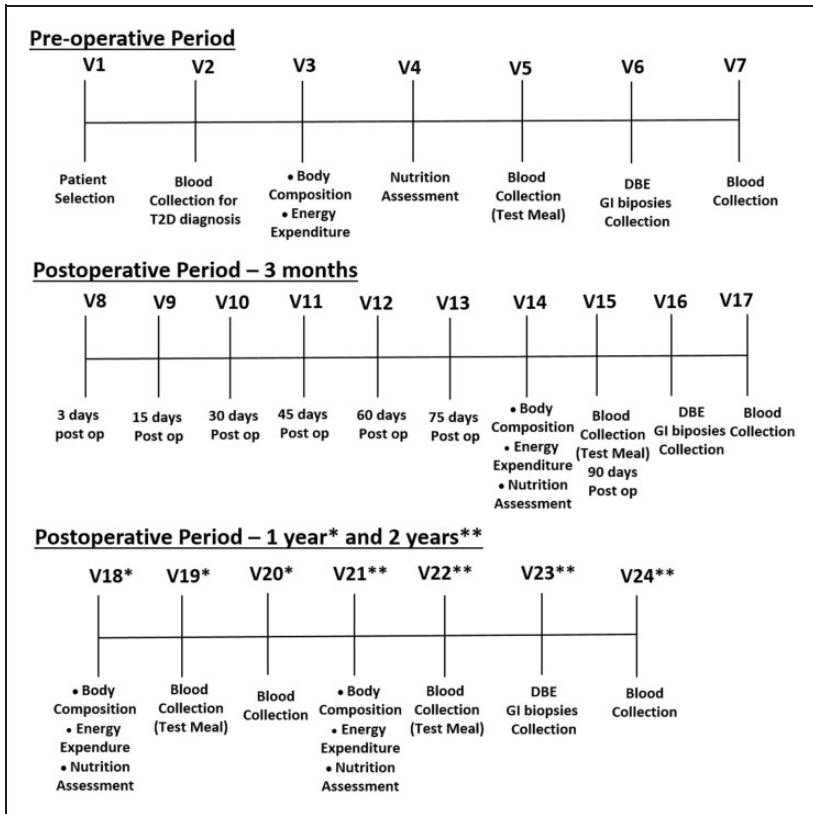 Pre-operative Period
V1 V2 V3 V4 V5 V6 V7
Patient
Selection
Blood
Collection for
T2D diagnosis
• Body
Composition
• Energy
Expenditure
Nutrition
Assessment
Blood
Collection
(Test Meal)
DBE
GI biposies
Collection
Blood
Collection
Postoperative Period – 3 months
V8 V9 V10 V11 V12 V13 V14 V15 V16 V17
3 days
post op
15 days
Post op
30 days
Post op
45 days
Post op
60 days
Post op
75 days
Post op
• Body
Composition
• Energy
Expenditure
• Nutrition
Assessment
Blood
Collection
(Test Meal)
90 days
Post op
DBE
GI biopsies
Collection
Blood
Collection
Postoperative Period – 1 year* and 2 years**
V18* V19* V20* V21** V22** V23** V24**
• Body
Composition
• Energy
Expendure
• Nutrition
Assessment
Blood
Collection
(Test Meal)
Blood
Collection
• Body
Composition
• Energy
Expenditure
• Nutrition
Assessment
Blood
Collection
(Test Meal)
DBE
GI biopsies
Collection
Blood
Collection